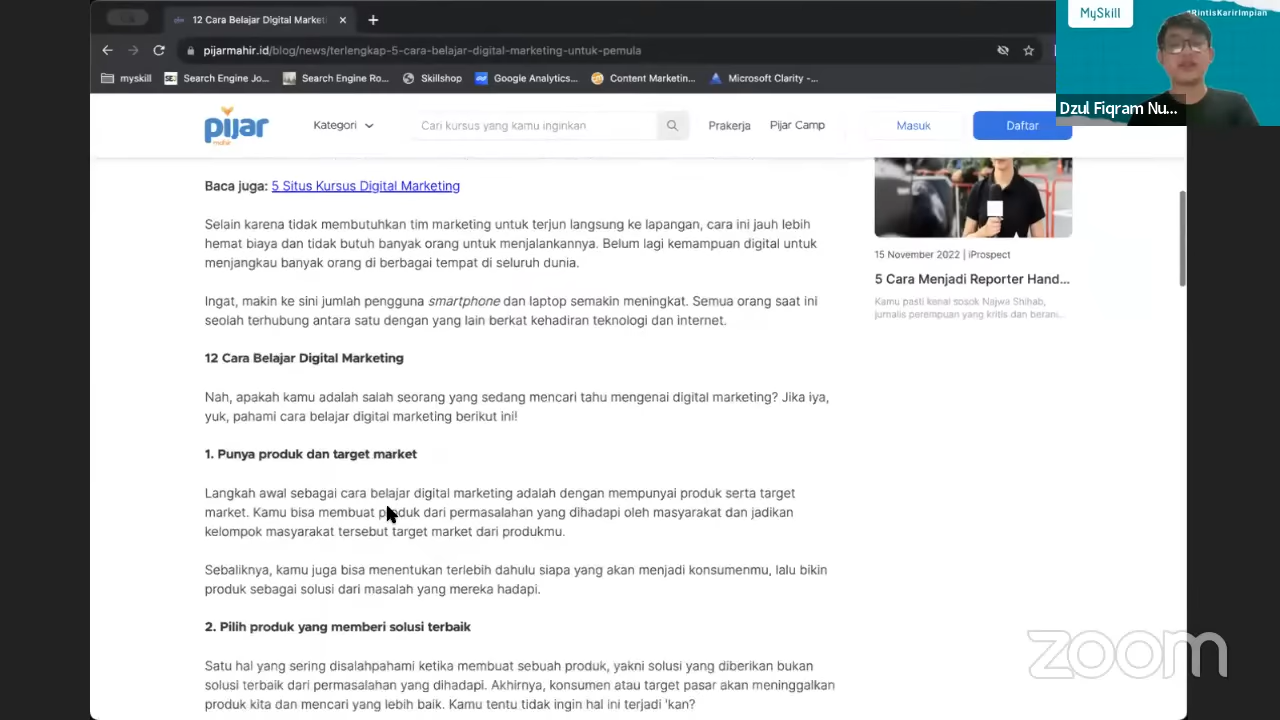 12 Cara Belajar Digital Marketi
pijarmahir.id/blog/news/terlengkap-5-cara-belajar-digital-marketing-untuk-pemula
myskill
Search Engine Jo...
Search Engine Ro...
Skillshop
Google Analytics...
Content Marketin...
Microsoft Clarity -...
MySkill
#RintisKarirImpian
Dzul Fiqram Nu...
pijar
mahir
Kategori
Cari kursus yang kamu inginkan
Prakerja
Pijar Camp
Masuk
Daftar
Baca juga: 5 Situs Kursus Digital Marketing
Selain karena tidak membutuhkan tim marketing untuk terjun langsung ke lapangan, cara ini jauh lebih
hemat biaya dan tidak butuh banyak orang untuk menjalankannya. Belum lagi kemampuan digital untuk
menjangkau banyak orang di berbagai tempat di seluruh dunia.
Ingat, makin ke sini jumlah pengguna smartphone dan laptop semakin meningkat. Semua orang saat ini
seolah terhubung antara satu dengan yang lain berkat kehadiran teknologi dan internet.
12 Cara Belajar Digital Marketing
Nah, apakah kamu adalah salah seorang yang sedang mencari tahu mengenai digital marketing? Jika iya,
yuk, pahami cara belajar digital marketing berikut ini!
1. Punya produk dan target market
Langkah awal sebagai cara belajar digital marketing adalah dengan mempunyai produk serta target
market. Kamu bisa membuat produk dari permasalahan yang dihadapi oleh masyarakat dan jadikan
kelompok masyarakat tersebut target market dari produkmu.
Sebaliknya, kamu juga bisa menentukan terlebih dahulu siapa yang akan menjadi konsumenmu, lalu bikin
produk sebagai solusi dari masalah yang mereka hadapi.
2. Pilih produk yang memberi solusi terbaik
Satu hal yang sering disalahpahami ketika membuat sebuah produk, yakni solusi yang diberikan bukan
solusi terbaik dari permasalahan yang dihadapi. Akhirnya, konsumen atau target pasar akan meninggalkan
produk kita dan mencari yang lebih baik. Kamu tentu tidak ingin hal ini terjadi 'kan?
15 November 2022 | iProspect
5 Cara Menjadi Reporter Hand...
Kamu pasti kenal sosok Najwa Shihab,
jurnalis perempuan yang kritis dan berani...
zoom